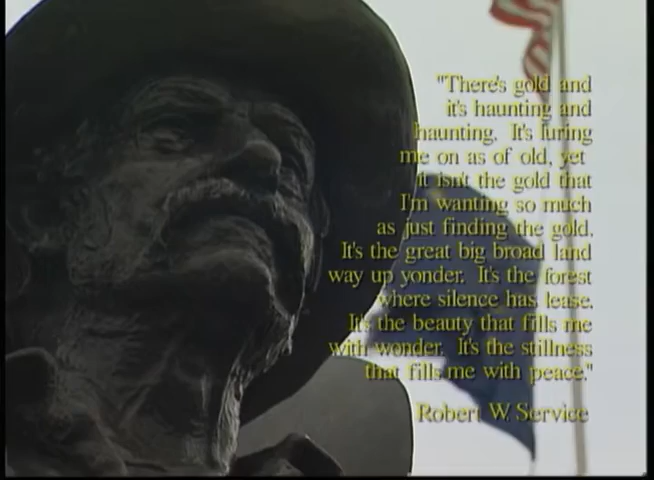 "There's gold and
it's haunting and
haunting. It's luring
me on as of old, yet
it isn't the gold that
I'm wanting so much
as just finding the gold.
It's the great big broad land
way up yonder. It's the forest
where silence has lease.
It's the beauty that fills me
with wonder. It's the stillness
that fills me with peace."
Robert W. Service